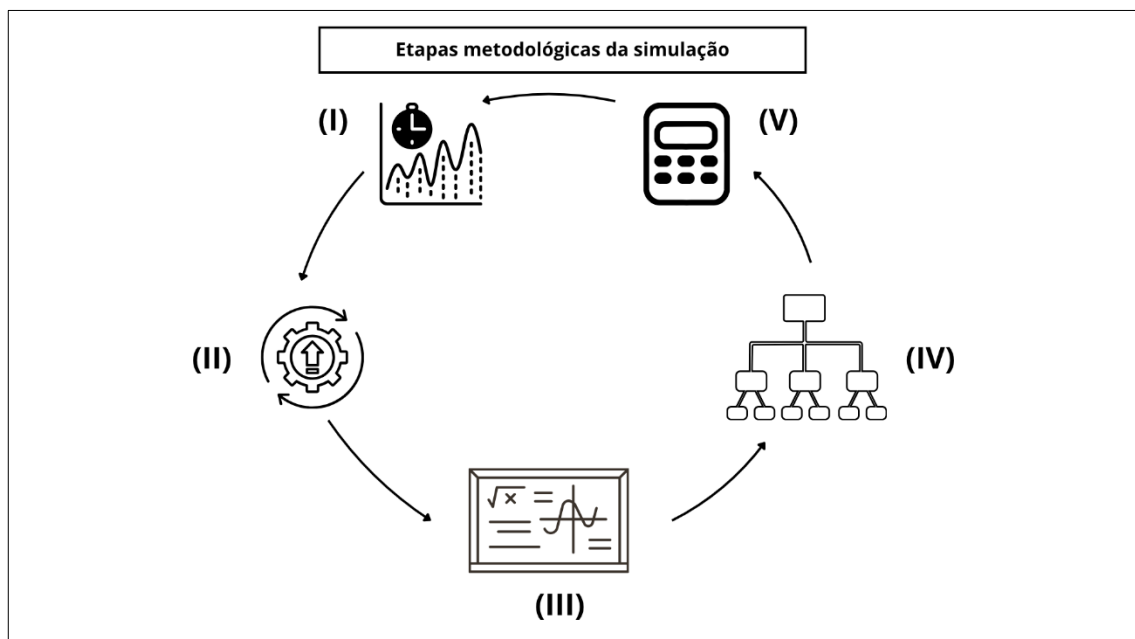 Etapas metodológicas da simulação
(I)
(V)
(II)
(IV)
√x =
(III)